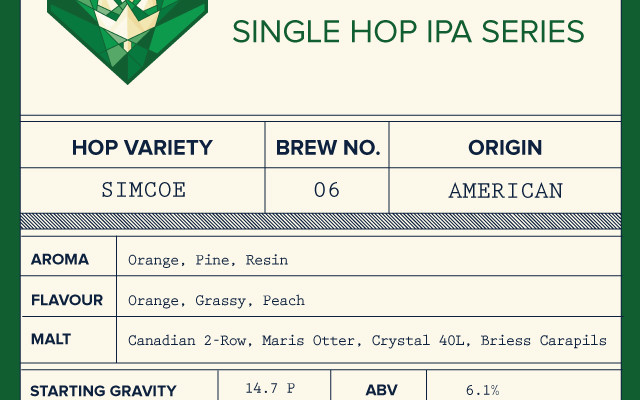 SINGLE HOP IPA SERIES
HOP VARIETY BREW NO. ORIGIN
SIMCOE 06 AMERICAN
AROMA Orange, Pine, Resin
FLAVOUR Orange, Grassy, Peach
MALT Canadian 2-Row, Maris Otter, Crystal 40L, Briess Carapils
STARTING GRAVITY 14.7 P ABV 6.1%